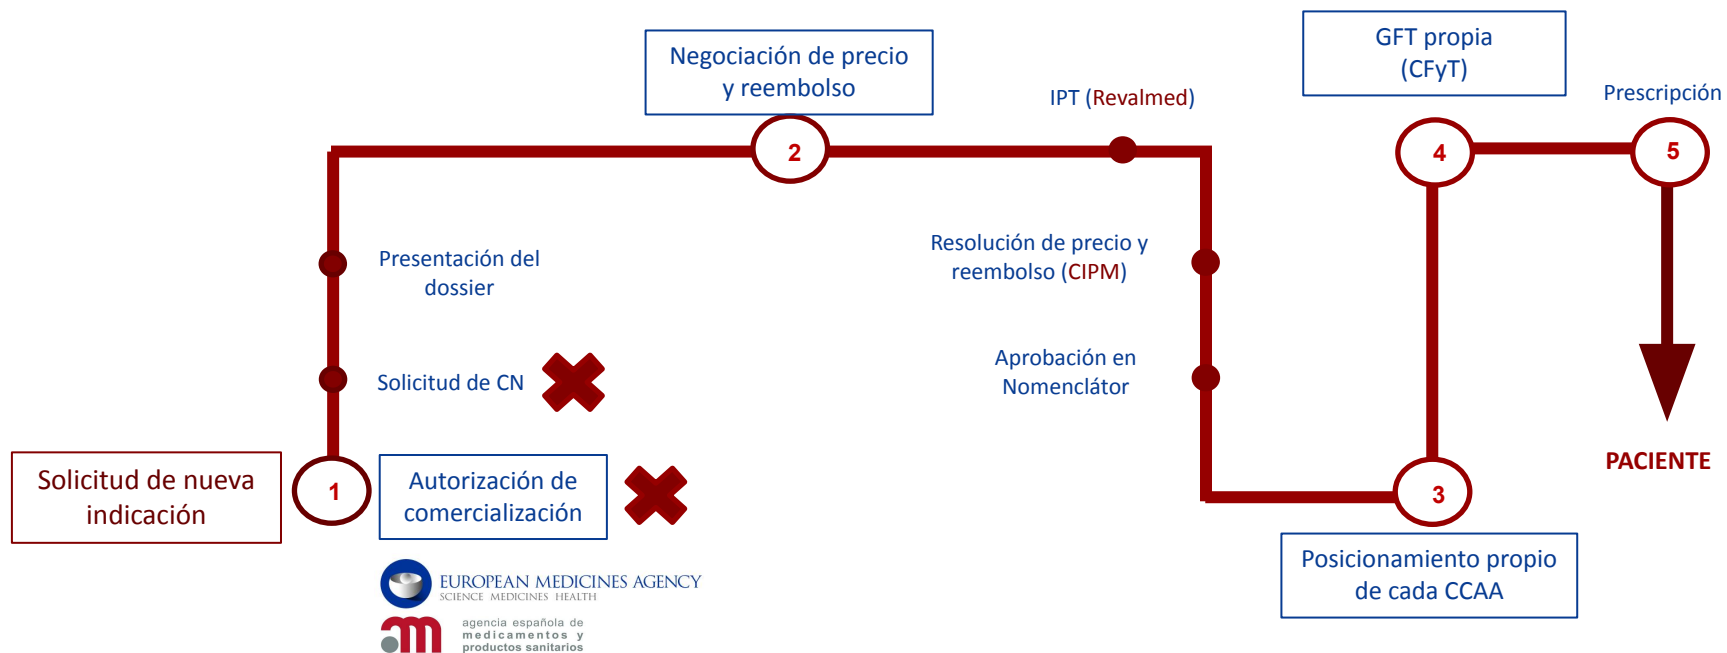 Solicitud de nueva
indicación
1
Autorización de
comercialización
EUROPEAN MEDICINES AGENCY
SCIENCE MEDICINES HEALTH
am
agencia española de
medicamentos y
productos sanitarios
Solicitud de CN
Presentación del
dossier
Negociación de precio
y reembolso
2
IPT (Revalmed)
Resolución de precio y
reembolso (CIPM)
Aprobación en
Nomenclátor
3
Posicionamiento propio
de cada CCAA
GFT propia
(CFyT)
4
Prescripción
5
PACIENTE